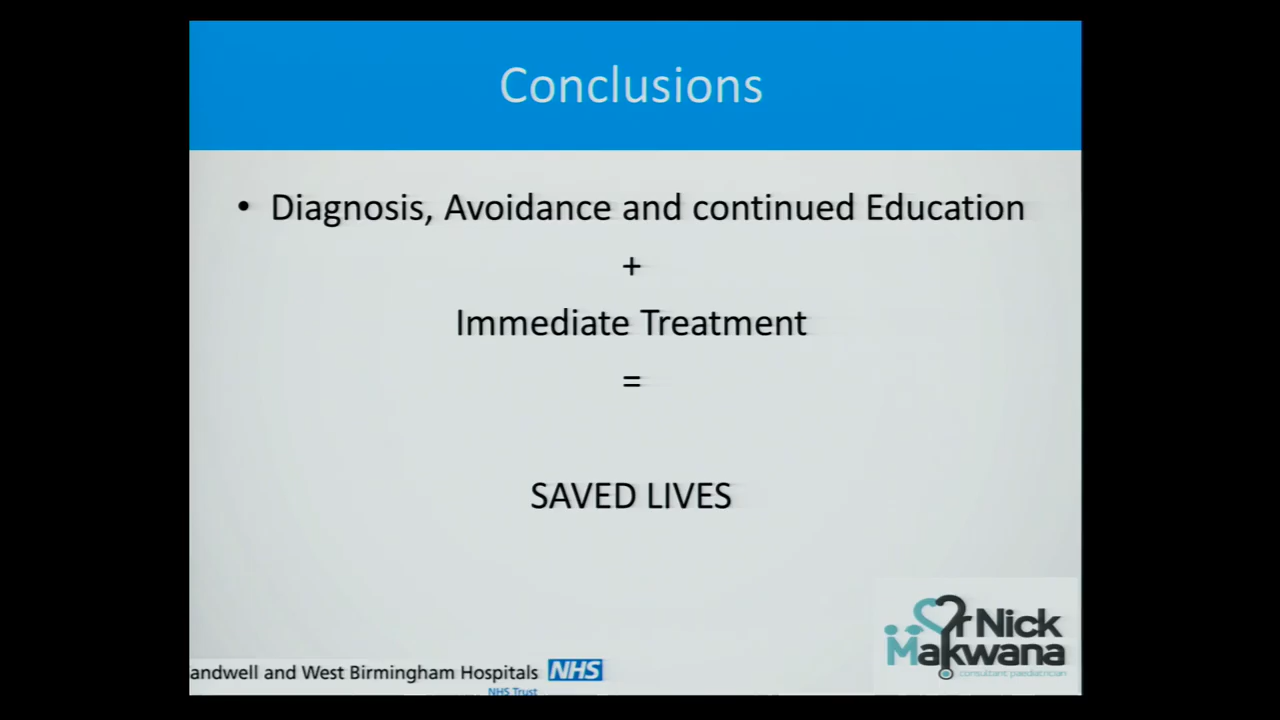 Conclusions
• Diagnosis, Avoidance and continued Education
+
Immediate Treatment
=
SAVED LIVES
Dr Nick
Makwana
consultant paediatrician
andwell and West Birmingham Hospitals NHS
NHS Trust